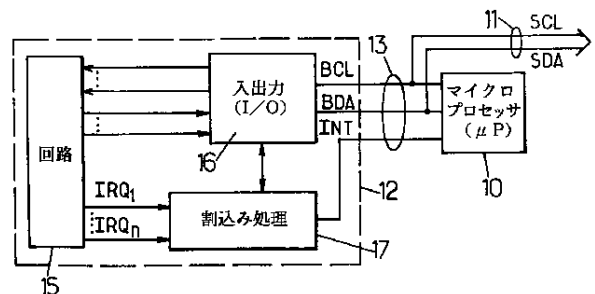 11
SCL
SDA
13
入出力
(I/O)
16
BCL
BDA
INT
マイクロ
プロセッサ
(μP)
10
回路
15
12
IRQ₁
IRQn
割込み処理
17